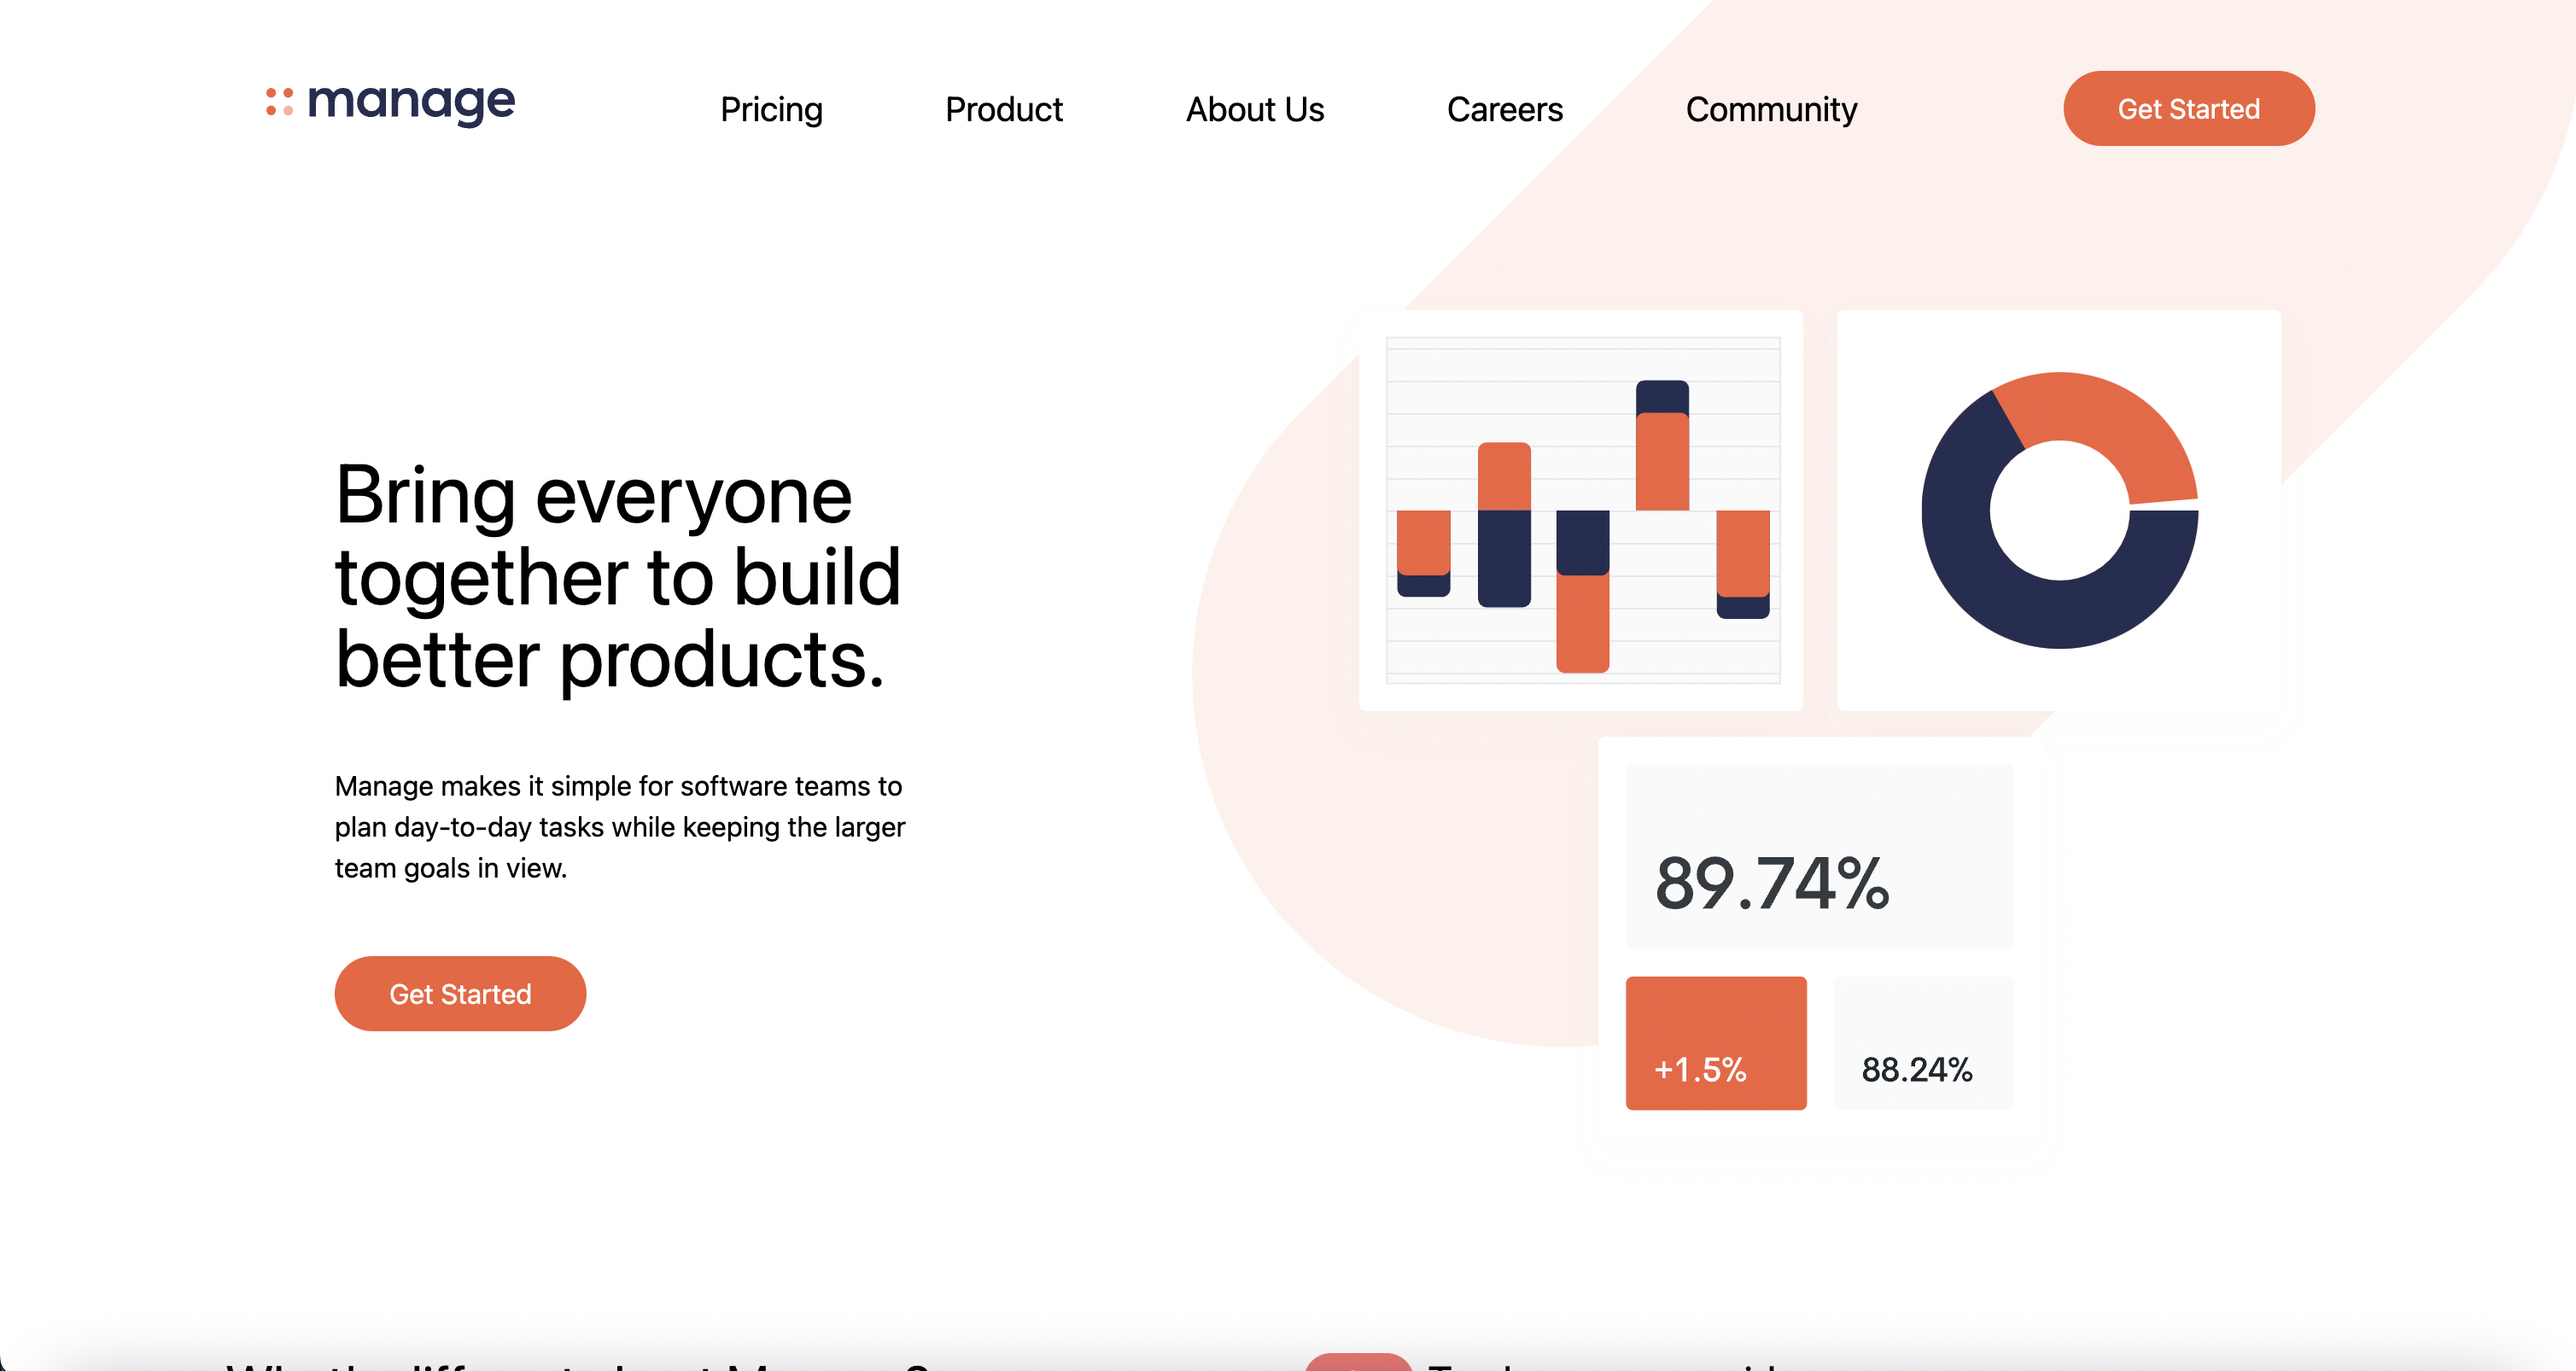 manage
Pricing
Product
About Us
Careers
Community
Get Started
Bring everyone
together to build
better products.
Manage makes it simple for software teams to
plan day-to-day tasks while keeping the larger
team goals in view.
Get Started
89.74%
+1.5%
88.24%